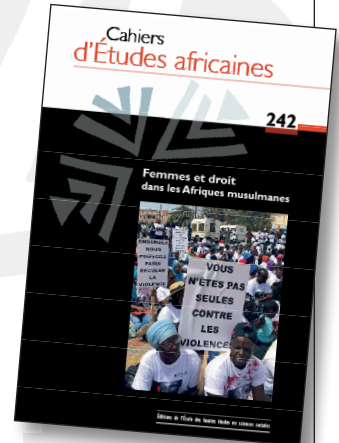 Cahiers
d'Études africaines
242
Femmes et droit
dans les Afriques musulmanes
ENSEMBLE
NOUS
POUVONS
FAIRE
RECULER
LA
VIOLENCE
VOUS
N'ÊTES PAS
SEULES
CONTRE
LES
VIOLENCES
Éditions de l'École des hautes études en sciences sociales